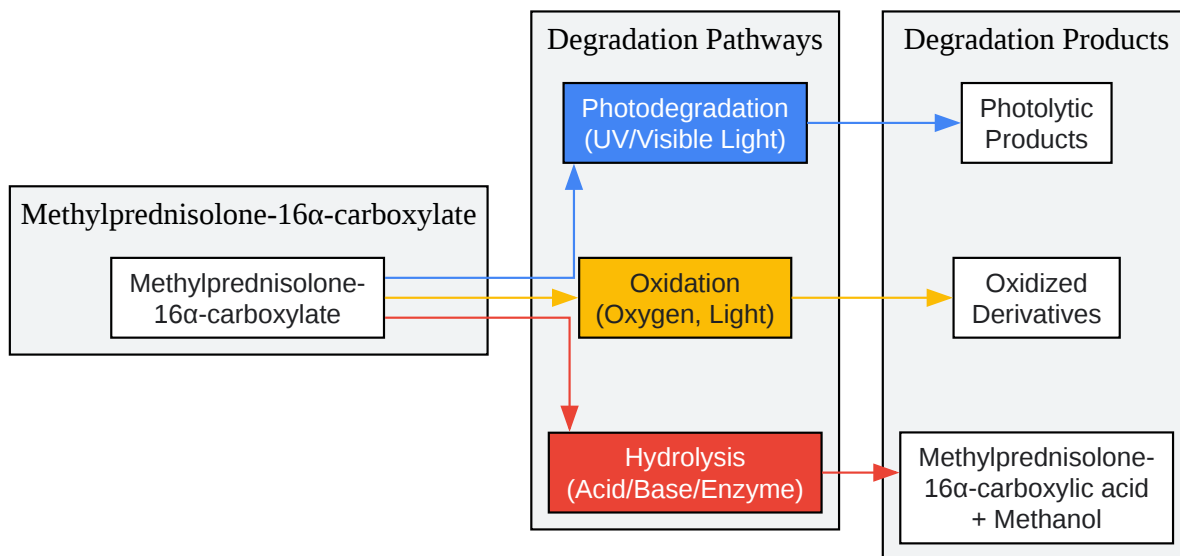 Degradation Pathways
Degradation Products
Photodegradation
(UV/Visible Light)
Photolytic
Products
Methylprednisolone-16α-carboxylate
Methylprednisolone-
16α-carboxylate
Oxidation
(Oxygen, Light)
Oxidized
Derivatives
Hydrolysis
(Acid/Base/Enzyme)
Methylprednisolone-
16α-carboxylic acid
+ Methanol